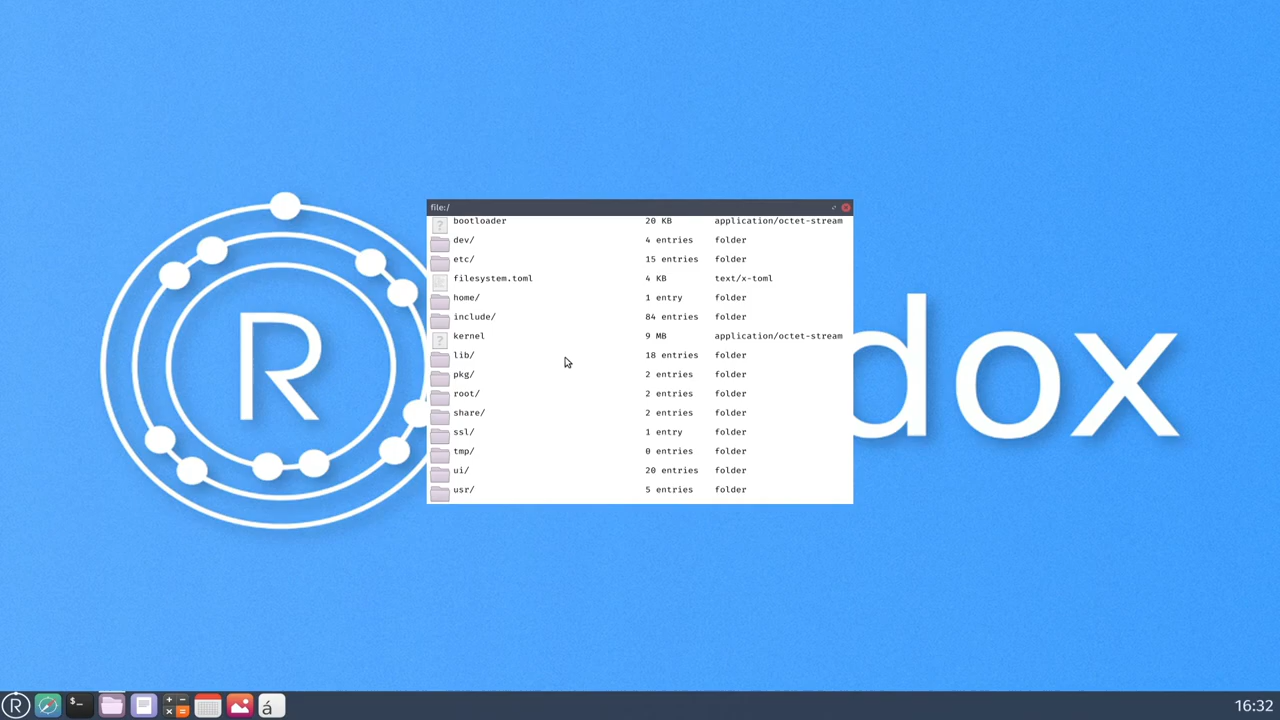 file:/
bootloader 20 KB application/octet-stream
dev/ 4 entries folder
etc/ 15 entries folder
filesystem.toml 4 KB text/x-toml
home/ 1 entry folder
include/ 84 entries folder
kernel 9 MB application/octet-stream
lib/ 18 entries folder
pkg/ 2 entries folder
root/ 2 entries folder
share/ 2 entries folder
ssl/ 1 entry folder
tmp/ 0 entries folder
ui/ 20 entries folder
usr/ 5 entries folder
R
dox
R
$_
á
16:32